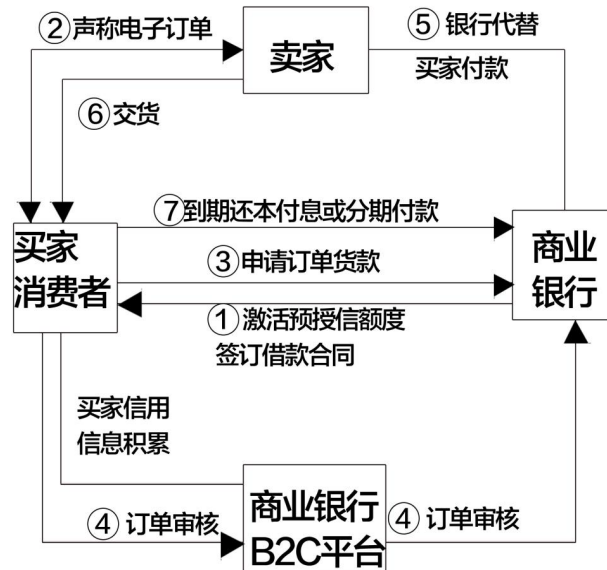 ②声称电子订单
卖家
⑤ 银行代替
买家付款
⑥交货
⑦到期还本付息或分期付款
买家
消费者
③申请订单货款
商业
银行
① 激活预授信额度
签订借款合同
买家信用
信息积累
④ 订单审核
商业银行
B2C平台
④ 订单审核